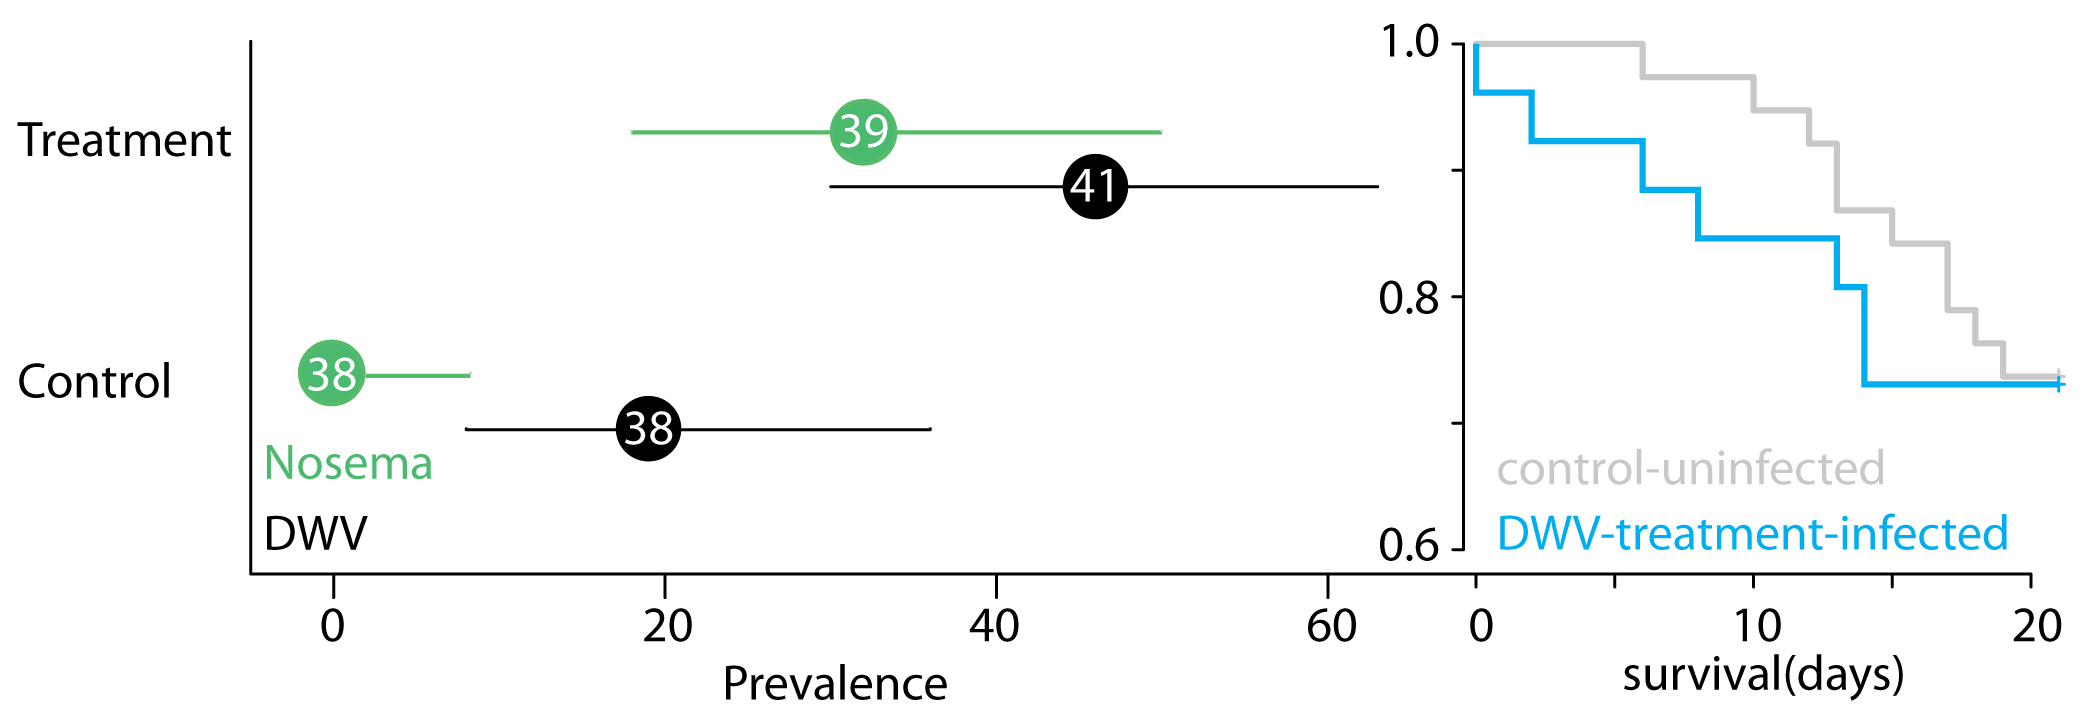 Treatment
39
41
Control
38
38
Nosema
DWV
0 20 40 60
Prevalence
1.0
0.8
0.6
control-uninfected
DWV-treatment-infected
0 10 20
survival(days)